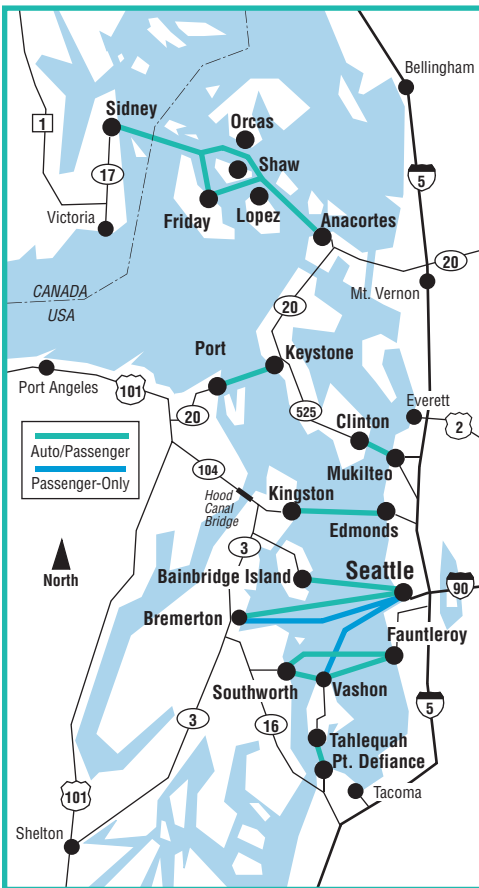 Bellingham
Sidney
Orcas
1
Shaw
17
5
Victoria
Friday
Lopez
Anacortes
20
CANADA
USA
Mt. Vernon
20
Port
Keystone
Port Angeles
101
20
525
Everett
Clinton
2
Auto/Passenger
Passenger-Only
Mukilteo
104
Hood
Canal
Bridge
Kingston
Edmonds
North
3
Bainbridge Island
Seattle
90
Bremerton
Fauntleroy
Southworth
Vashon
5
3
16
Tahlequah
Pt. Defiance
101
Tacoma
Shelton